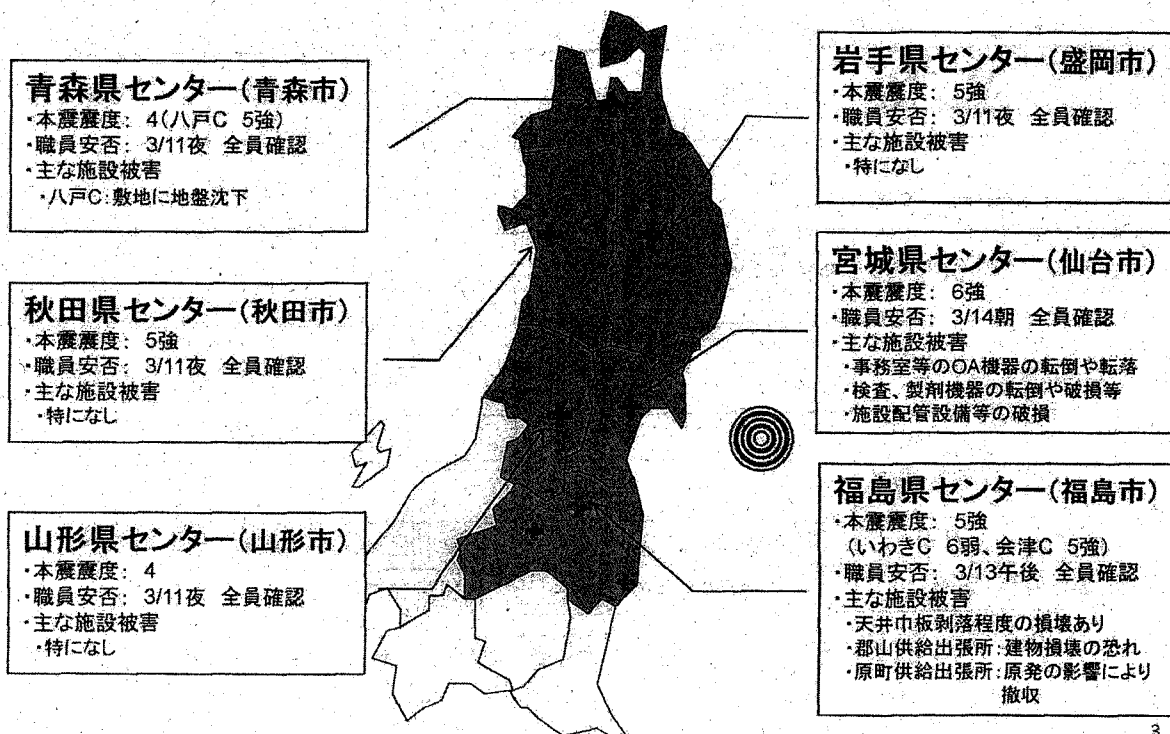 青森県センター(青森市)
・本震震度: 4(八戸C 5強)
・職員安否: 3/11夜 全員確認
・主な施設被害
・八戸C:敷地に地盤沈下
秋田県センター(秋田市)
・本震震度: 5強
・職員安否: 3/11夜 全員確認
・主な施設被害
・特になし
山形県センター(山形市)
・本震震度: 4
・職員安否: 3/11夜 全員確認
・主な施設被害
・特になし
岩手県センター(盛岡市)
・本震震度: 5強
・職員安否: 3/11夜 全員確認
・主な施設被害
・特になし
宮城県センター(仙台市)
・本震震度: 6強
・職員安否: 3/14朝 全員確認
・主な施設被害
・事務室等のOA機器の転倒や転落
・検査、製剤機器の転倒や破損等
・施設配管設備等の破損
福島県センター(福島市)
・本震震度: 5強
(いわきC 6弱、会津C 5強)
・職員安否: 3/13午後 全員確認
・主な施設被害
・天井巾板剥落程度の損壊あり
・郡山供給出張所:建物損壊の恐れ
・原町供給出張所:原発の影響により
撤収
3